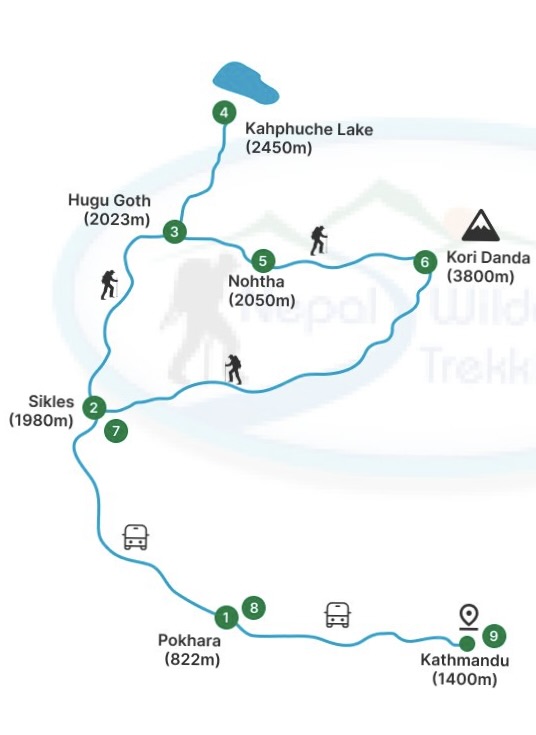 4
Kahphuche Lake
(2450m)
Hugu Goth
(2023m)
3
5
Nohtha
(2050m)
6
Kori Danda
(3800m)
Nepal Wilde
Trekk
Sikles
(1980m)
2
7
1
8
Pokhara
(822m)
9
Kathmandu
(1400m)